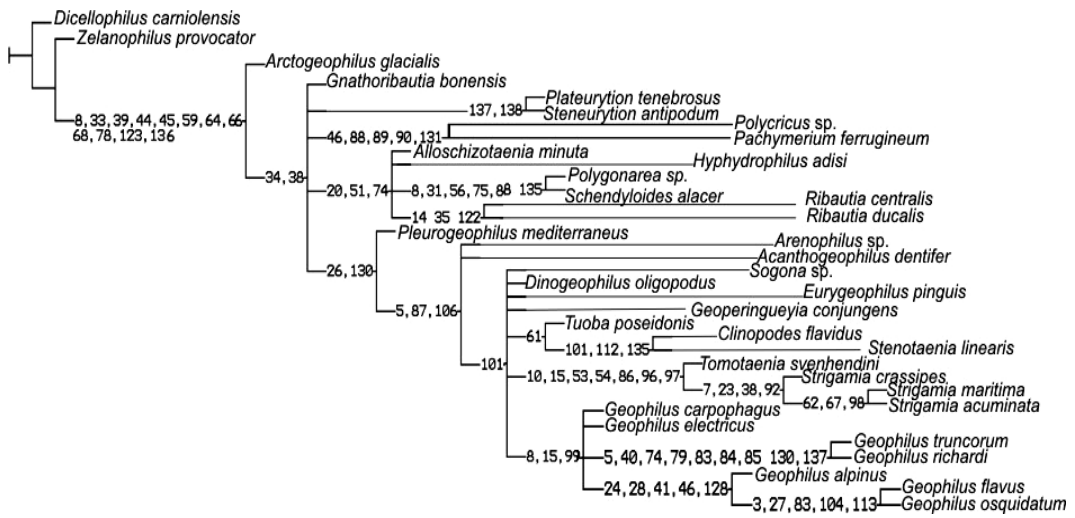 Dicellophilus carniolensis
Zelanophilus provocator
Arctogeophilus glacialis
Gnathoribautia bonensis
Plateurytion tenebrosus
137,138
Steneurytion antipodum
8,33,39,44,45,59,64,66
68,78,123,136
Polycricus sp.
46,88,89,90,131
Pachymerium ferrugineum
Alloschizotaenia minuta
Hyphydrophilus adisi
34,38
20,51,74
Polygonarea sp.
8,31,56,75,88 135
Schendyloides alacer
Ribautia centralis
14 35 122
Ribautia ducalis
Pleurogeophilus mediterraneus
Arenophilus sp.
Acanthogeophilus dentifer
26,130
Sogona sp.
Dinogeophilus oligopodus
Eurygeophilus pinguis
5,87,106
Geoperingueyia conjungens
Tuoba poseidonis
61
Clinopodes flavidus
101,112,135
Stenotaenia linearis
101
Tomotaenia svenhendini
10,15,53,54,86,96,97
Strigamia crassipes
7,23,38,92
Strigamia maritima
62,67,98
Strigamia acuminata
Geophilus carpophagus
Geophilus electricus
Geophilus truncorum
8,15,99
5,40,74,79,83,84,85 130,137
Geophilus richardi
Geophilus alpinus
24,28,41,46,128
Geophilus flavus
3,27,83,104,113
Geophilus osquidatum